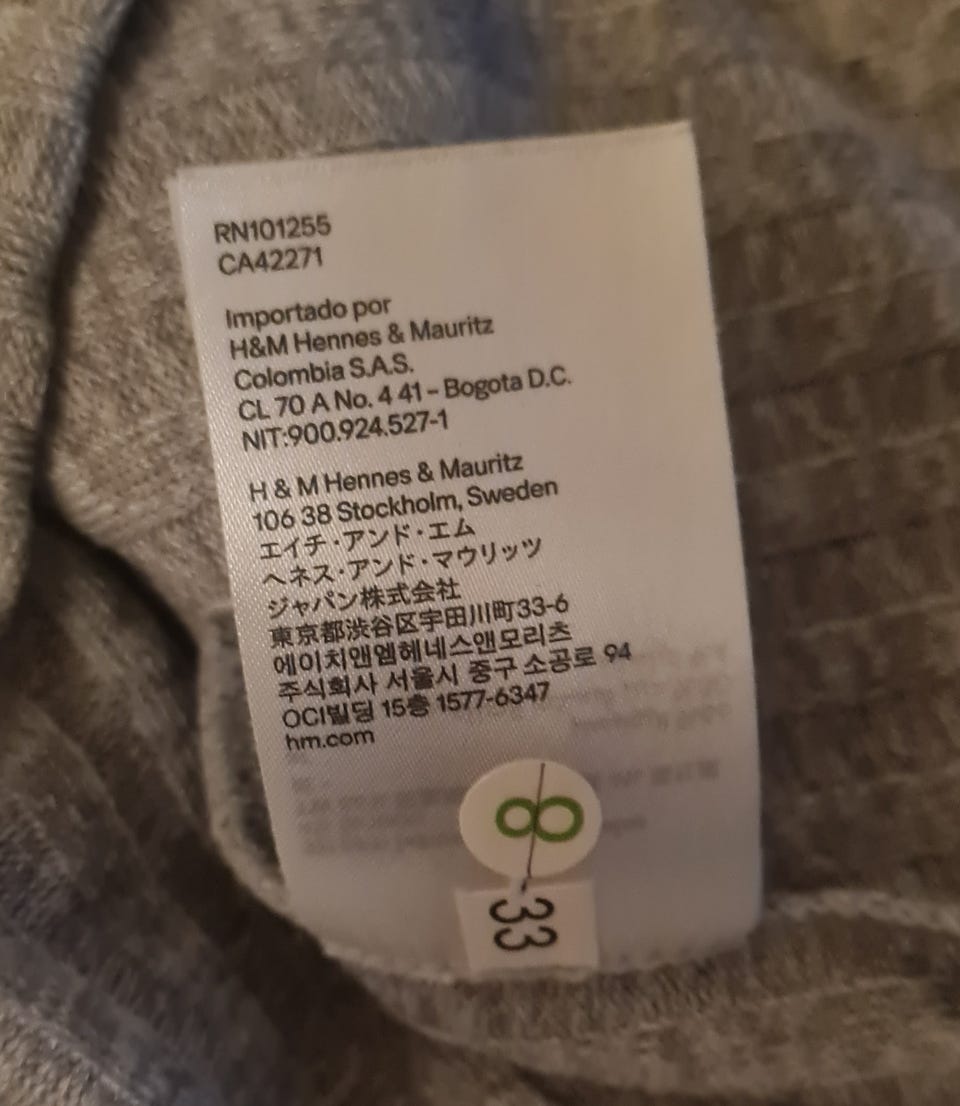 RN101255
CA42271
Importado por
H&M Hennes & Mauritz
Colombia S.A.S.
CL 70 A No. 4 41 - Bogota D.C.
NIT:900.924.527-1
H & M Hennes & Mauritz
106 38 Stockholm, Sweden
エイチ・アンド・エム
ヘネス・アンド・マウリッツ
ジャパン株式会社
東京都渋谷区宇田川町33-6
에이치앤엠헤네스앤모리츠
주식회사 서울시 중구 소공로 94
OCI빌딩 15층 1577-6347
hm.com
8
33